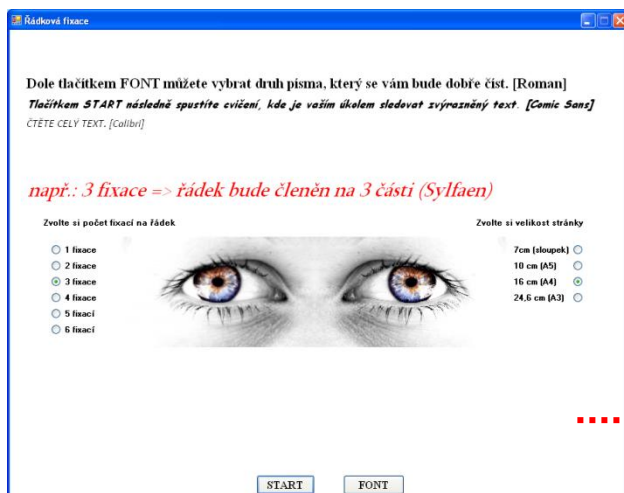 Řádková fixace
Dole tlačítkem FONT můžete vybrat druh písma, který se vám bude dobře číst. [Roman]
Tlačítkem START následně spustíte cvičení, kde je vaším úkolem sledovat zvýrazněný text. [Comic Sans]
ČTĚTE CELÝ TEXT. [Calibri]
např.: 3 fixace => řádek bude členěn na 3 části (Sylfaen)
Zvolte si počet fixací na řádek
1 fixace
2 fixace
3 fixace
4 fixace
5 fixací
6 fixací
Zvolte si velikost stránky
7cm (sloupek)
10 cm (A5)
16 cm (A4)
24,6 cm (A3)
START
FONT